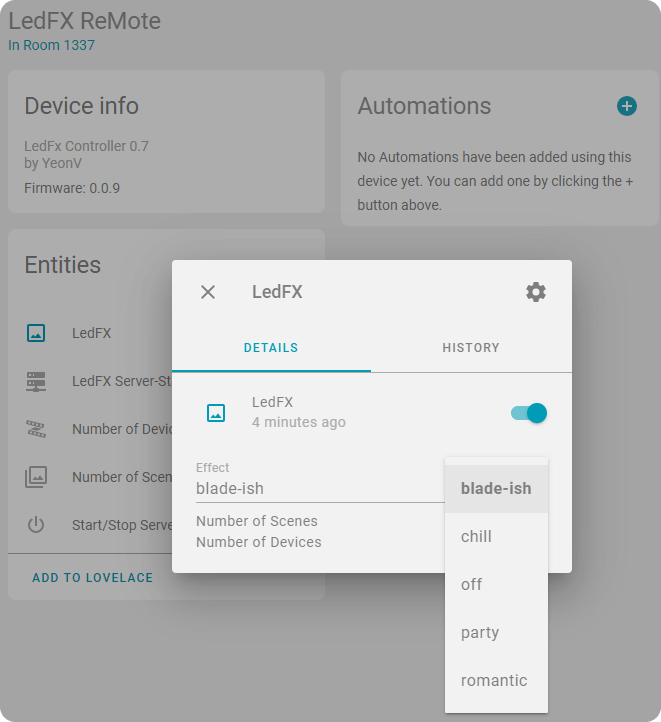 LedFX ReMote
In Room 1337
Device info
LedFx Controller 0.7
by YeonV
Firmware: 0.0.9
Automations
No Automations have been added using this
device yet. You can add one by clicking the +
button above.
Entities
LedFX
LedFX Server-St
Number of Devic
Number of Scen
Start/Stop Serve
ADD TO LOVELACE
LedFX
DETAILS
HISTORY
LedFX
4 minutes ago
Effect
blade-ish
Number of Scenes
Number of Devices
blade-ish
chill
off
party
romantic